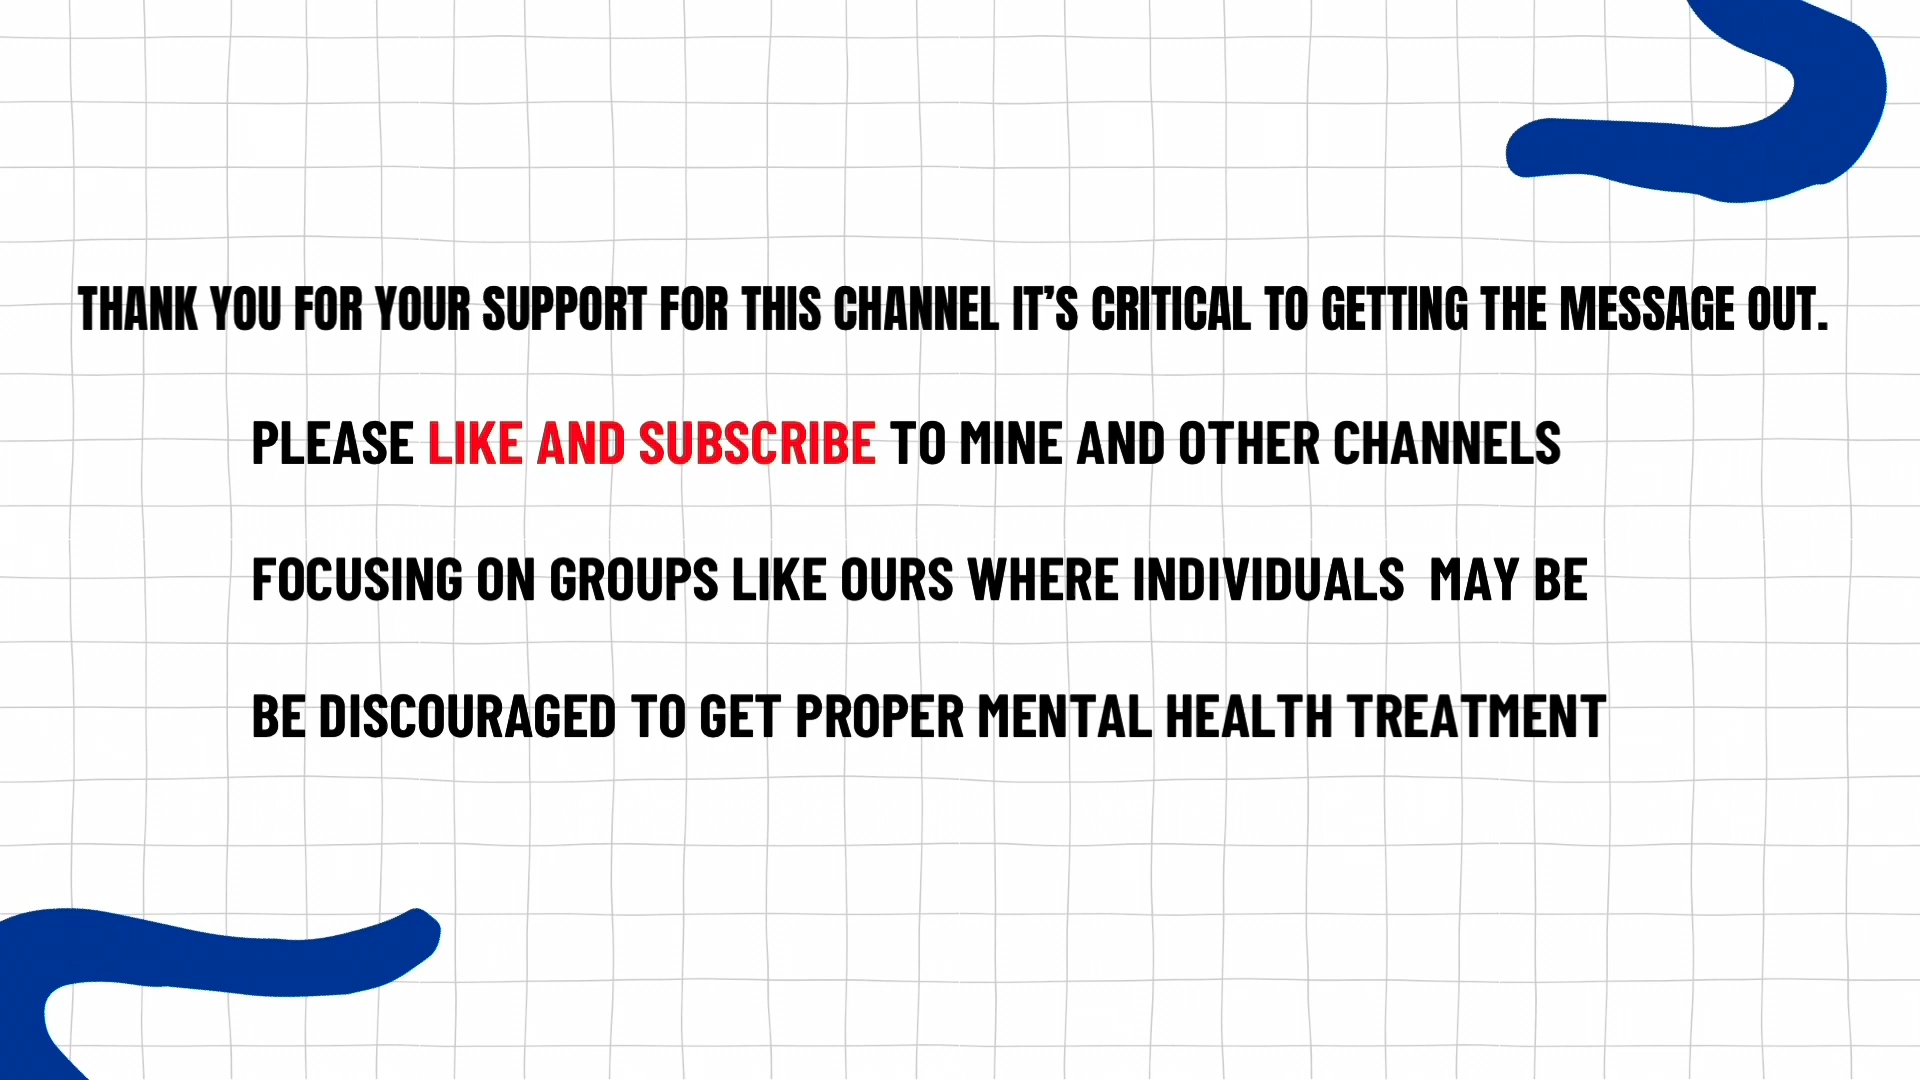 THANK YOU FOR YOUR SUPPORT FOR THIS CHANNEL IT’S CRITICAL TO GETTING THE MESSAGE OUT.
PLEASE LIKE AND SUBSCRIBE TO MINE AND OTHER CHANNELS
FOCUSING ON GROUPS LIKE OURS WHERE INDIVIDUALS  MAY BE
BE DISCOURAGED TO GET PROPER MENTAL HEALTH TREATMENT